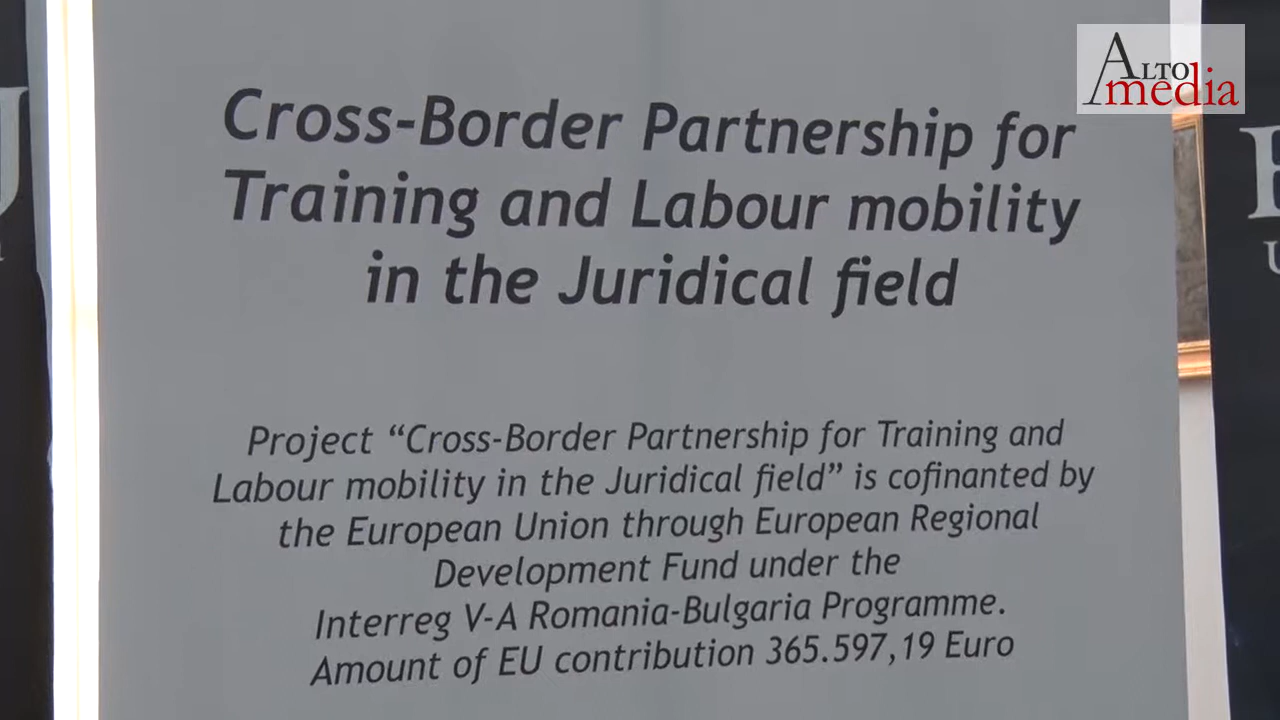 ALTO
media
Cross-Border Partnership for
Training and Labour mobility
in the Juridical field
Project “Cross-Border Partnership for Training and
Labour mobility in the Juridical field” is cofinanted by
the European Union through European Regional
Development Fund under the
Interreg V-A Romania-Bulgaria Programme.
Amount of EU contribution 365.597,19 Euro